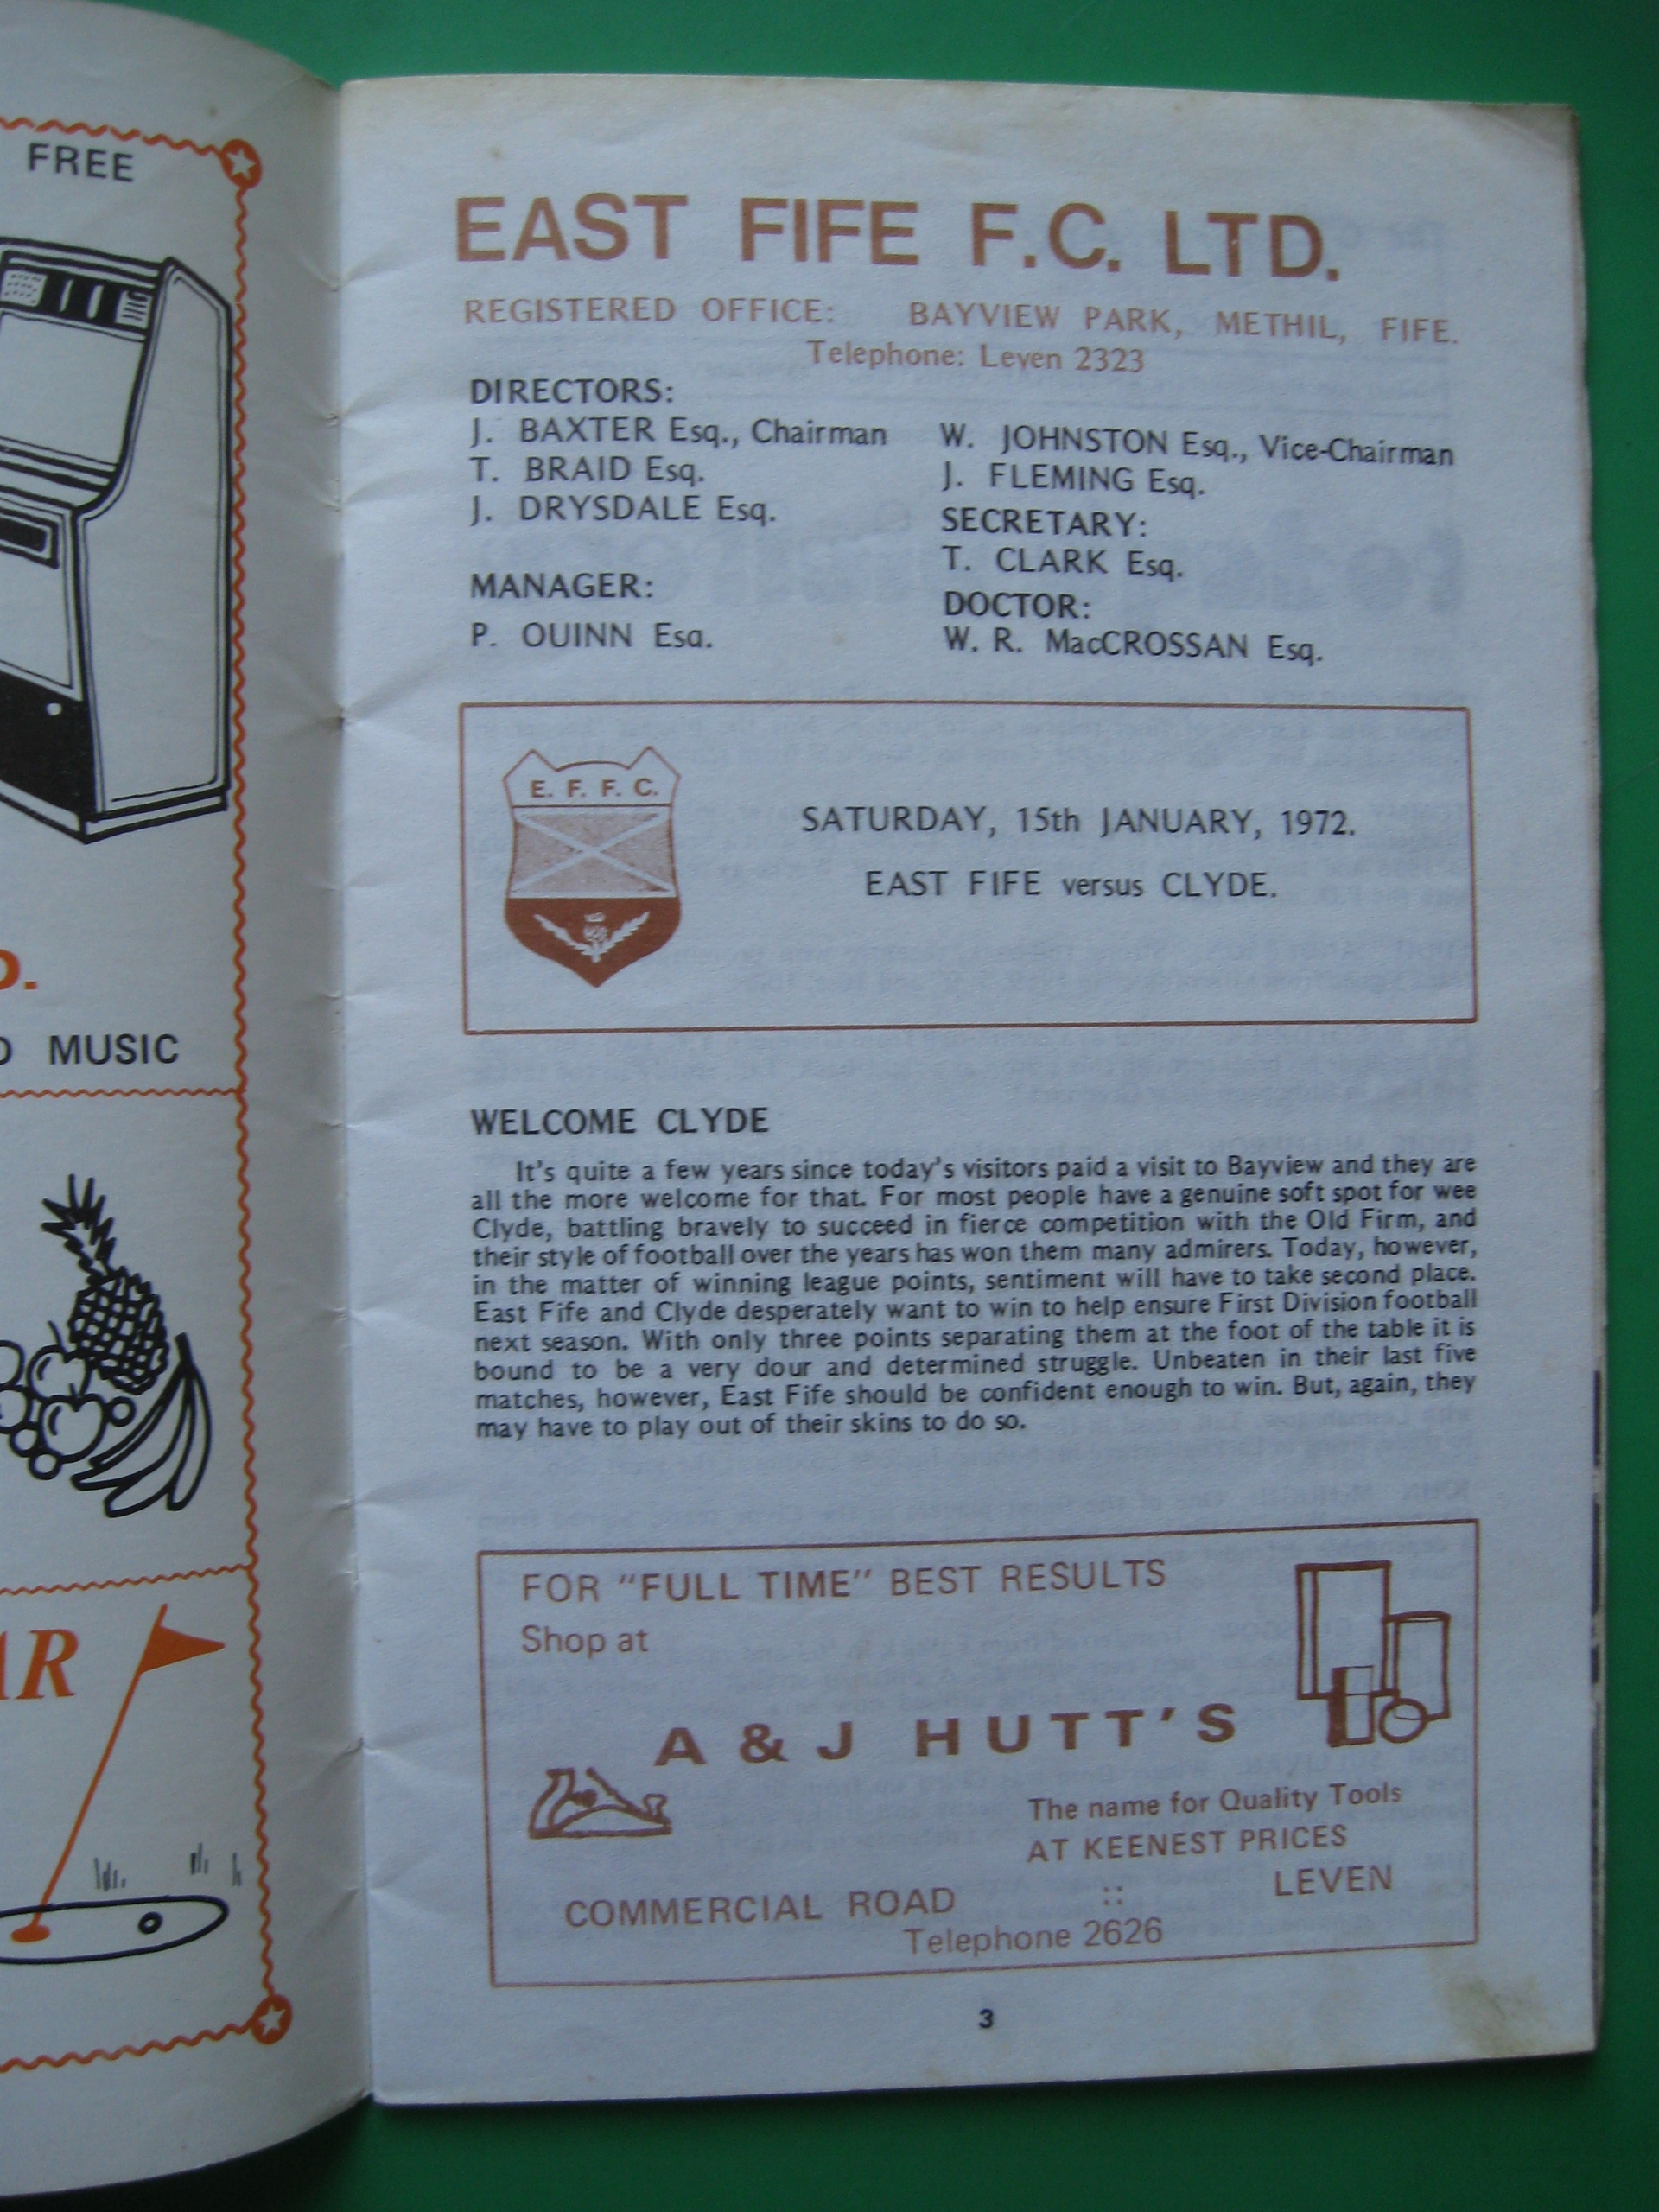 FREE
MUSIC
EAST FIFE F.C. LTD.
REGISTERED OFFICE: BAYVIEW PARK, METHIL, FIFE.
Telephone: Leven 2323
DIRECTORS:
J. BAXTER Esq., Chairman
T. BRAID Esq.
J. DRYSDALE Esq.
W. JOHNSTON Esq., Vice-Chairman
J. FLEMING Esq.
SECRETARY:
T. CLARK Esq.
MANAGER:
P. QUINN Esq.
DOCTOR:
W. R. MacCROSSAN Esq.
E. F. F. C.
SATURDAY, 15th JANUARY, 1972.
EAST FIFE versus CLYDE.
WELCOME CLYDE
It's quite a few years since today's visitors paid a visit to Bayview and they are
all the more welcome for that. For most people have a genuine soft spot for wee
Clyde, battling bravely to succeed in fierce competition with the Old Firm, and
their style of football over the years has won them many admirers. Today, however,
in the matter of winning league points, sentiment will have to take second place.
East Fife and Clyde desperately want to win to help ensure First Division football
next season. With only three points separating them at the foot of the table it is
bound to be a very dour and determined struggle. Unbeaten in their last five
matches, however, East Fife should be confident enough to win. But, again, they
may have to play out of their skins to do so.
FOR "FULL TIME" BEST RESULTS
Shop at
A & J HUTT'S
The name for Quality Tools
AT KEENEST PRICES
COMMERCIAL ROAD :: LEVEN
Telephone 2626
3